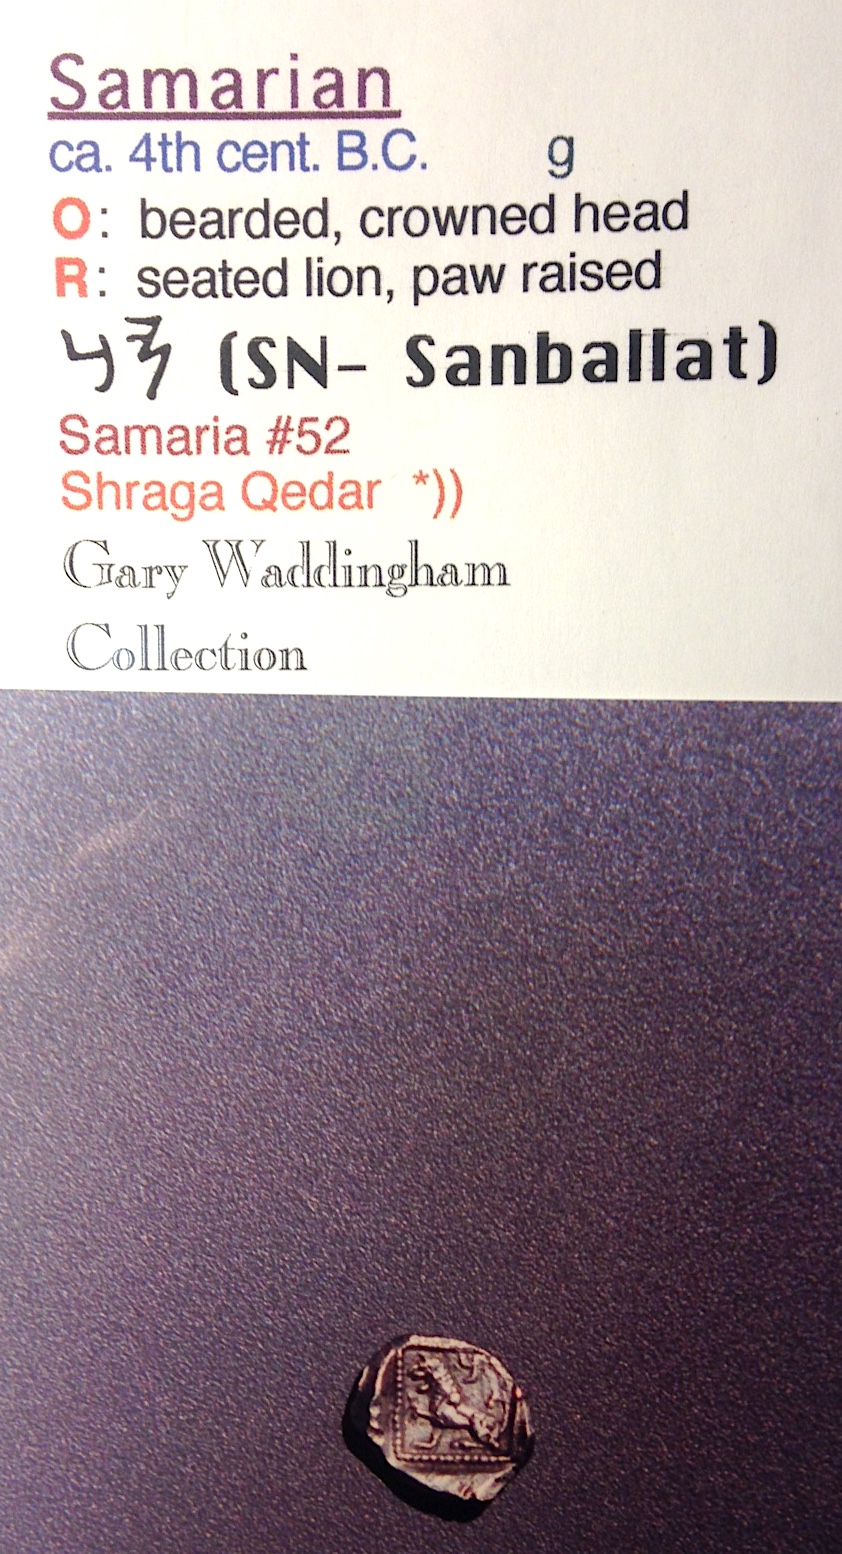 Samarian
ca. 4th cent. B.C. g
O: bearded, crowned head
R: seated lion, paw raised
(SN- Sanballat)
Samaria #52
Shraga Qedar *))
Gary Waddingham
Collection